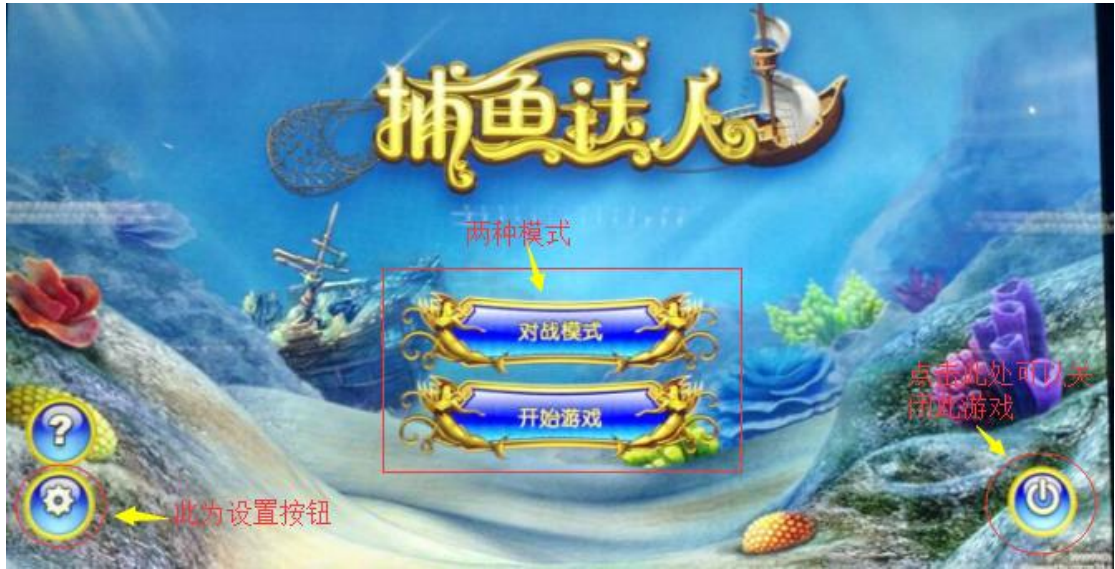 捕鱼达人
两种模式
对战模式
开始游戏
点击此处可以关
闭此游戏
?
此为设置按钮